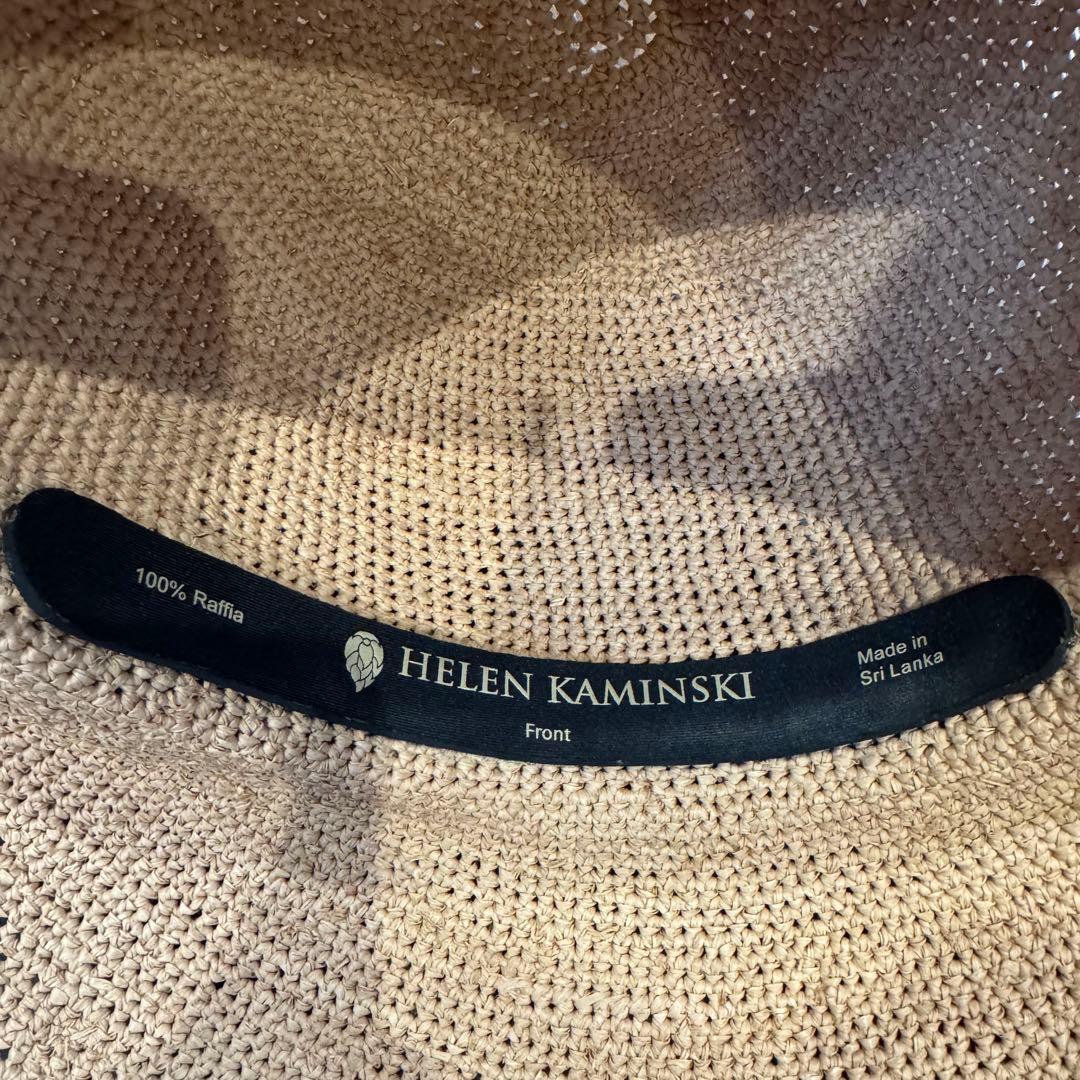 100% Raffia
HELEN KAMINSKI
Front
Made in
Sri Lanka